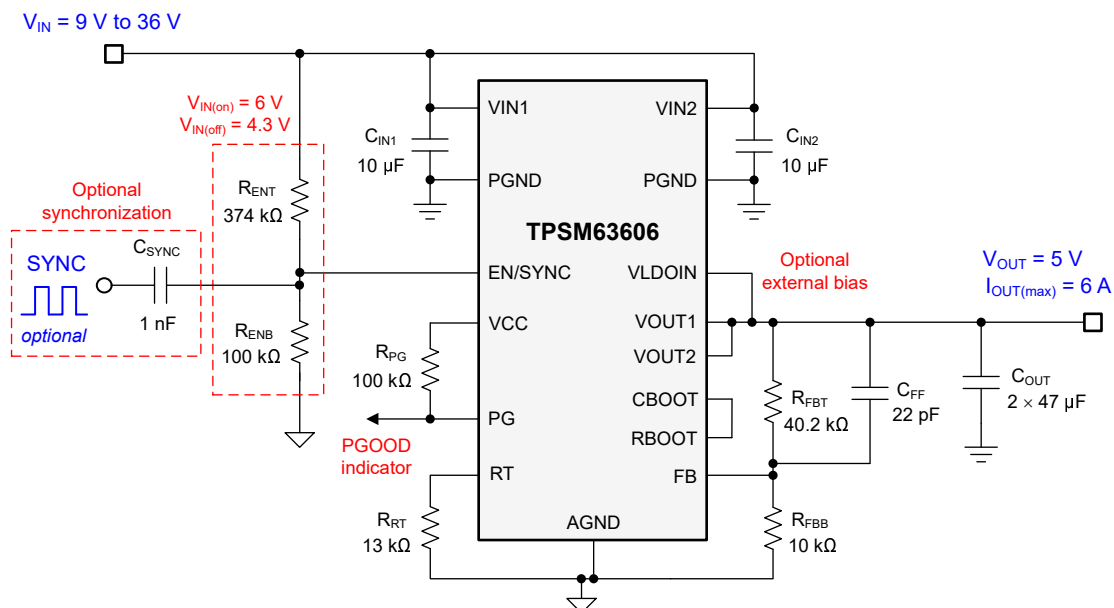 VIN = 9 V to 36 V
VIN(on) = 6 V
VIN(off) = 4.3 V
Optional
synchronization
SYNC
optional
CSYNC
1 nF
RENT
374 kΩ
RENB
100 kΩ
CIN1
10 µF
CIN2
10 µF
VIN1
PGND
EN/SYNC
VCC
PG
RT
TPSM63606
AGND
VIN2
PGND
VLDOIN
VOUT1
VOUT2
CBOOT
RBOOT
FB
RPG
100 kΩ
PGOOD
indicator
RRT
13 kΩ
Optional
external bias
VOUT = 5 V
IOUT(max) = 6 A
RFBT
40.2 kΩ
CFF
22 pF
COUT
2 × 47 µF
RFBB
10 kΩ